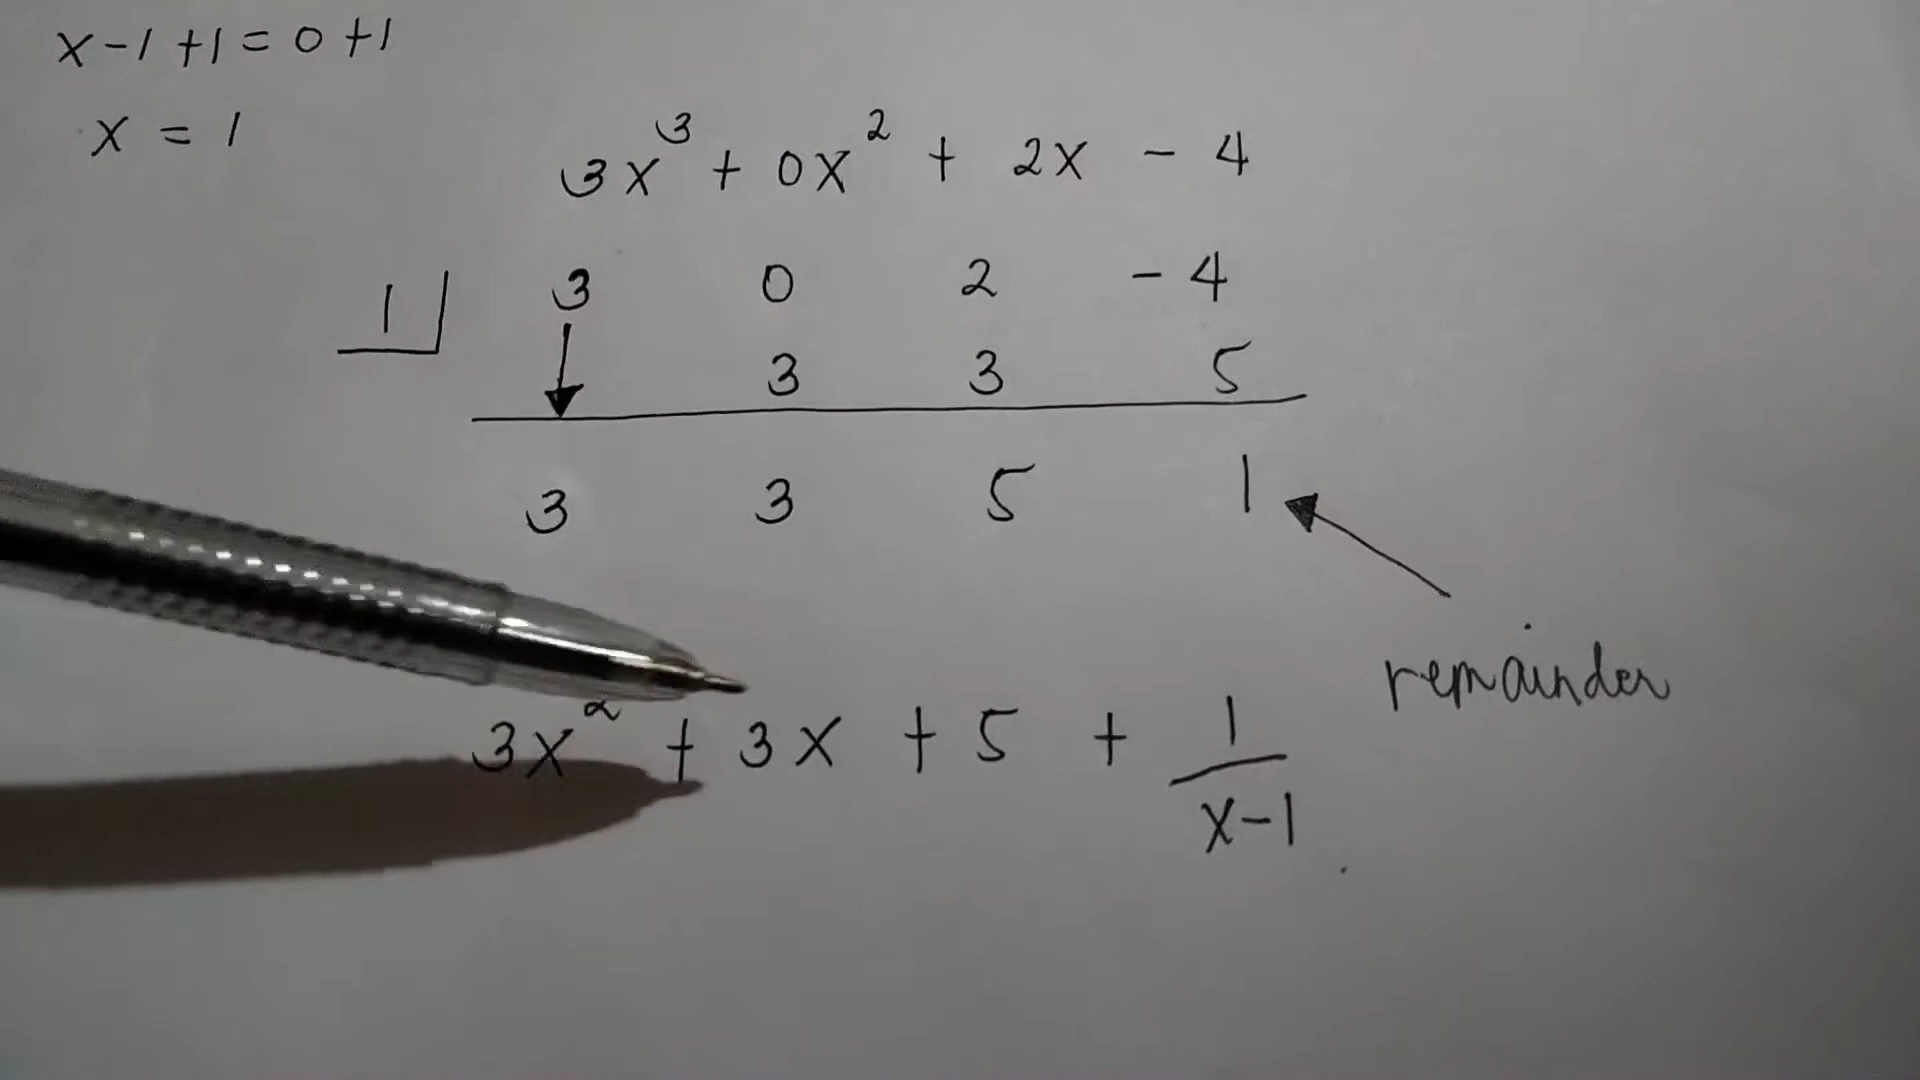 x-1+1=0+1
x = 1
3x³ + 0x² + 2x - 4
1 3 0 2 -4
3 3 5
3 3 5 1
remainder
3x² + 3x + 5 + 1/(x-1)